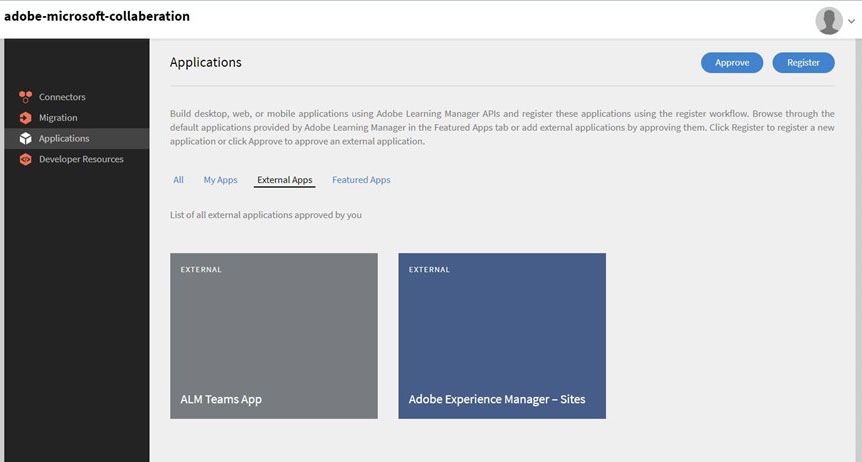 adobe-microsoft-collaberation
Connectors
Migration
Applications
Developer Resources
Applications
Approve
Register
Build desktop, web, or mobile applications using Adobe Learning Manager APIs and register these applications using the register workflow. Browse through the
default applications provided by Adobe Learning Manager in the Featured Apps tab or add external applications by approving them. Click Register to register a new
application or click Approve to approve an external application.
All
My Apps
External Apps
Featured Apps
List of all external applications approved by you
EXTERNAL
ALM Teams App
EXTERNAL
Adobe Experience Manager – Sites